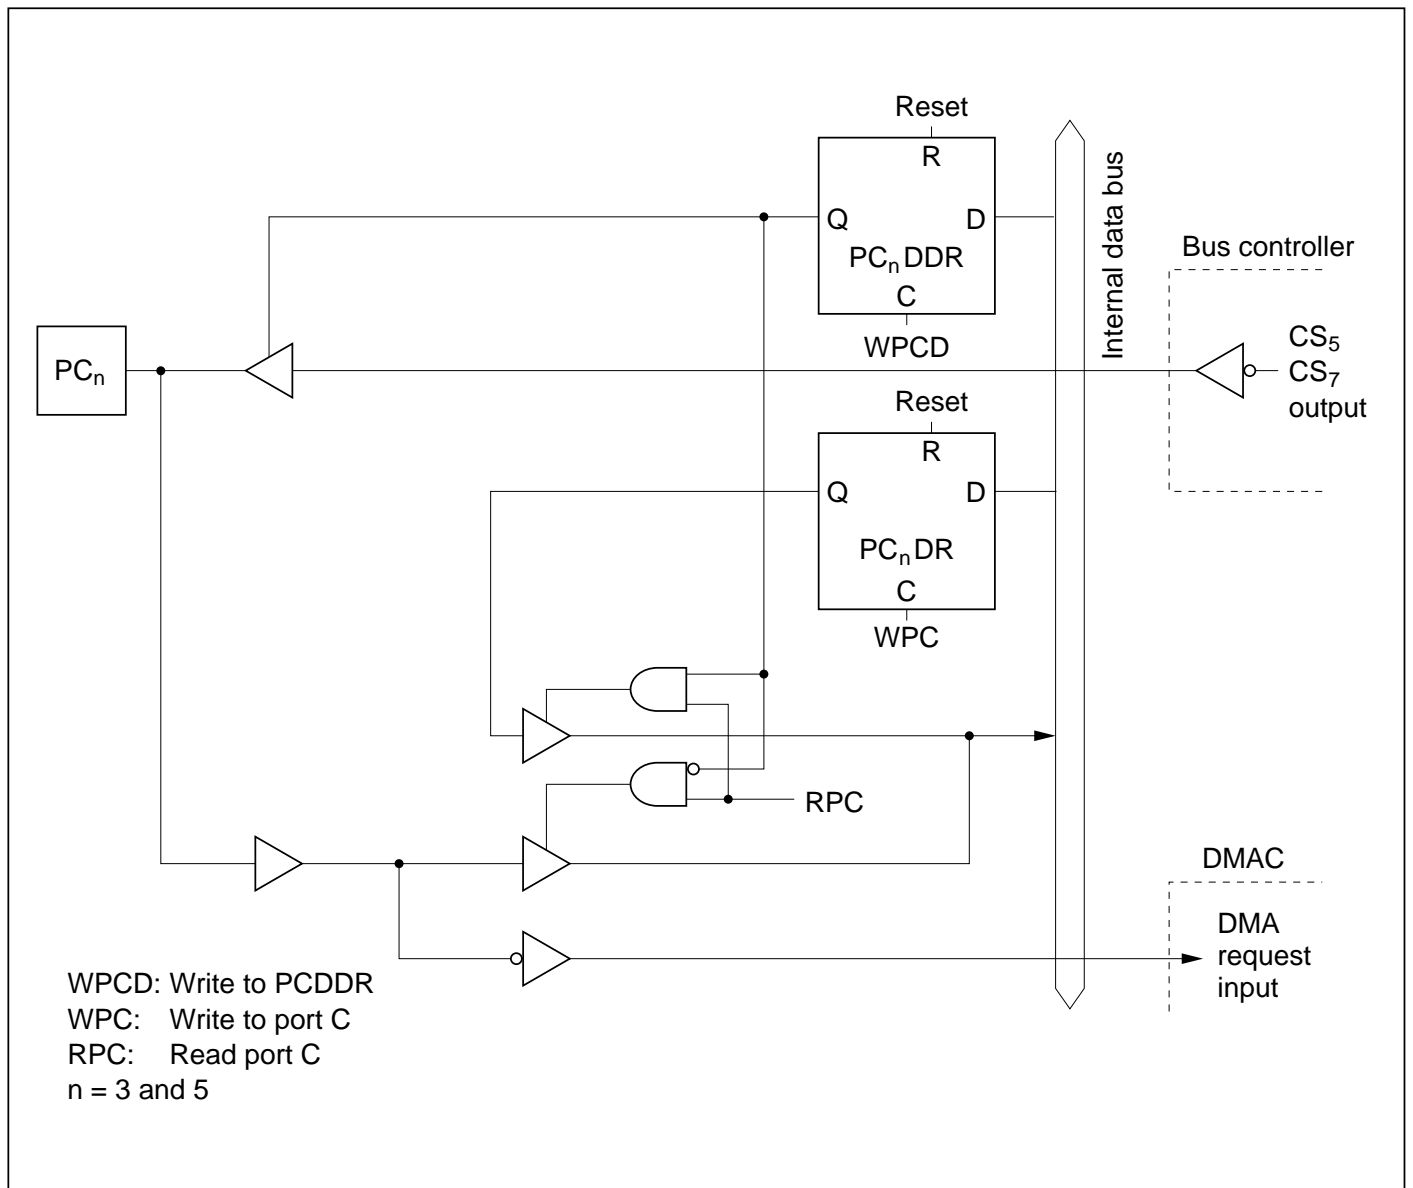 Reset
R
Q D
PCnDDR
C
WPCD
Internal data bus
Bus controller
CS5
CS7
output
PCn
Reset
R
Q D
PCnDR
C
WPC
RPC
DMAC
DMA
request
input
WPCD: Write to PCDDR
WPC: Write to port C
RPC: Read port C
n = 3 and 5